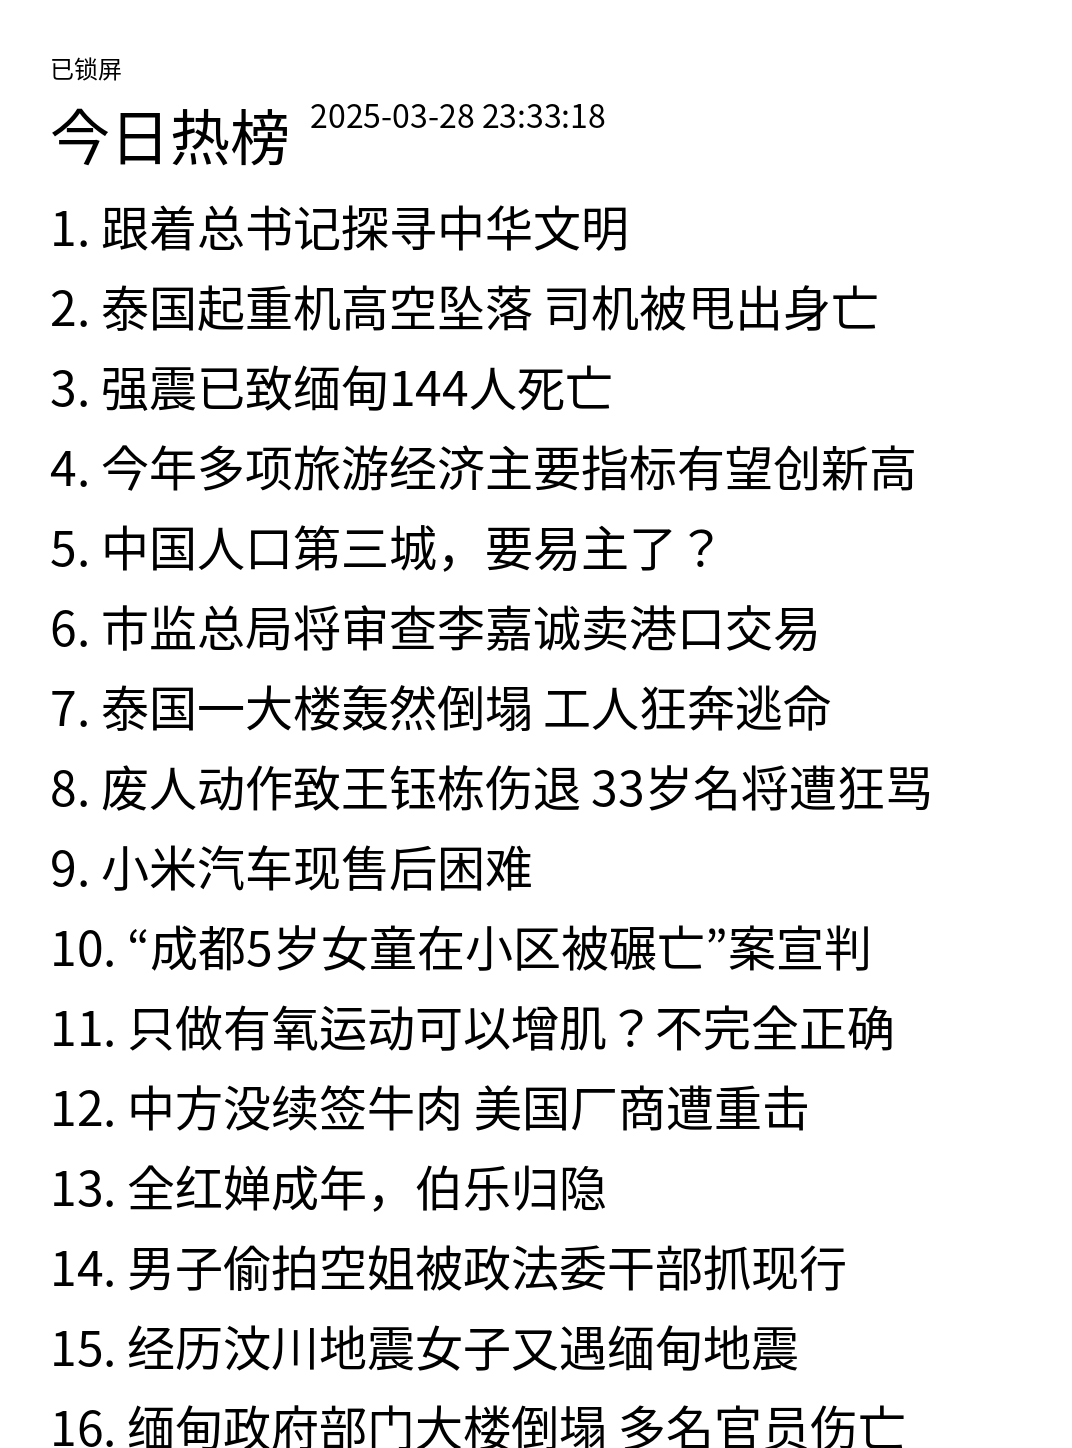 已锁屏
今日热榜 2025-03-28 23:33:18
1. 跟着总书记探寻中华文明
2. 泰国起重机高空坠落 司机被甩出身亡
3. 强震已致缅甸144人死亡
4. 今年多项旅游经济主要指标有望创新高
5. 中国人口第三城，要易主了？
6. 市监总局将审查李嘉诚卖港口交易
7. 泰国一大楼轰然倒塌 工人狂奔逃命
8. 废人动作致王钰栋伤退 33岁名将遭狂骂
9. 小米汽车现售后困难
10. “成都5岁女童在小区被碾亡”案宣判
11. 只做有氧运动可以增肌？不完全正确
12. 中方没续签牛肉 美国厂商遭重击
13. 全红婵成年，伯乐归隐
14. 男子偷拍空姐被政法委干部抓现行
15. 经历汶川地震女子又遇缅甸地震
16. 缅甸政府部门大楼倒塌 多名官员伤亡